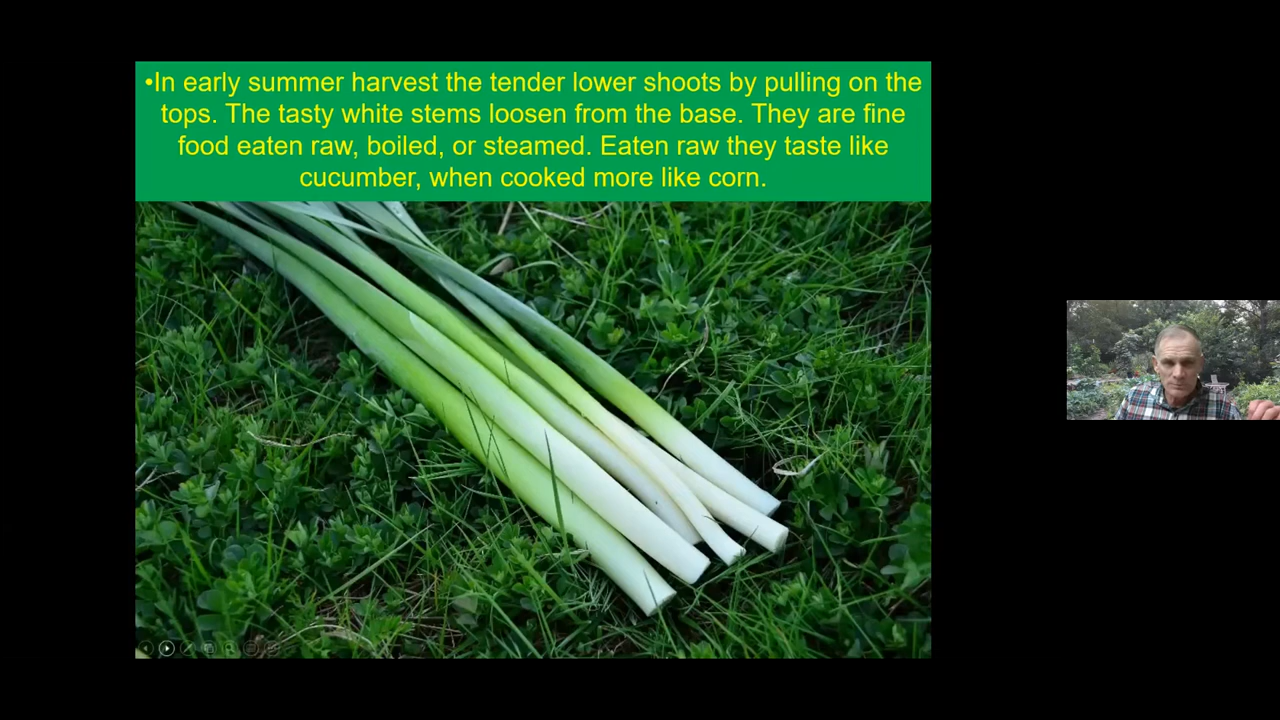 •In early summer harvest the tender lower shoots by pulling on the
tops. The tasty white stems loosen from the base. They are fine
food eaten raw, boiled, or steamed. Eaten raw they taste like
cucumber, when cooked more like corn.